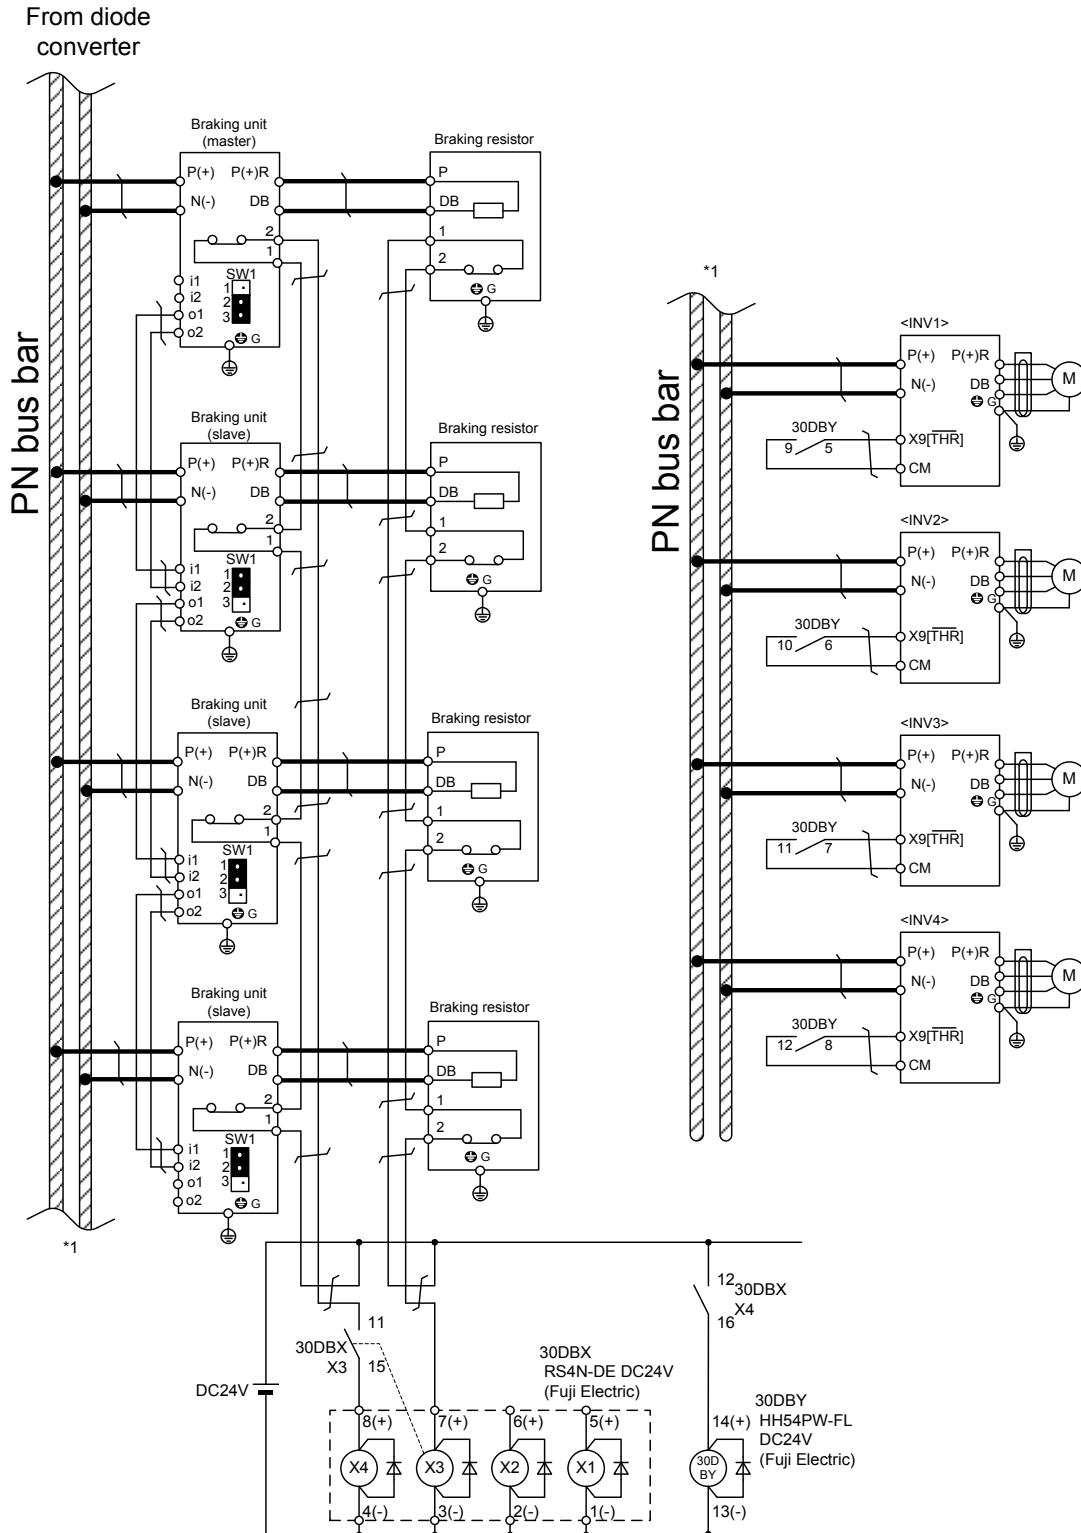 From diode
converter
PN bus bar
Braking unit
(master)
P(+) P(+)R
N(-) DB
2
1
i1
i2
o1
o2
SW1
1
2
3
G
Braking resistor
P
DB
1
2
G
Braking unit
(slave)
P(+) P(+)R
N(-) DB
2
1
SW1
i1
i2
o1
o2
1
2
3
G
Braking resistor
P
DB
1
2
G
Braking unit
(slave)
P(+) P(+)R
N(-) DB
2
1
SW1
i1
i2
o1
o2
1
2
3
G
Braking resistor
P
DB
1
2
G
Braking unit
(slave)
P(+) P(+)R
N(-) DB
2
1
SW1
i1
i2
o1
o2
1
2
3
G
Braking resistor
P
DB
1
2
G
*1
*1
PN bus bar
<INV1>
P(+) P(+)R
N(-) DB
G
M
30DBY
9 5
X9[THR]
CM
<INV2>
P(+) P(+)R
N(-) DB
G
M
30DBY
10 6
X9[THR]
CM
<INV3>
P(+) P(+)R
N(-) DB
G
M
30DBY
11 7
X9[THR]
CM
<INV4>
P(+) P(+)R
N(-) DB
G
M
30DBY
12 8
X9[THR]
CM
DC24V
11
30DBX
X3 15
30DBX
RS4N-DE DC24V
(Fuji Electric)
8(+) 7(+) 6(+) 5(+)
X4 X3 X2 X1
4(-) 3(-) 2(-) 1(-)
12
30DBX
X4
16
30DBY
HH54PW-FL
DC24V
(Fuji Electric)
14(+)
30D
BY
13(-)